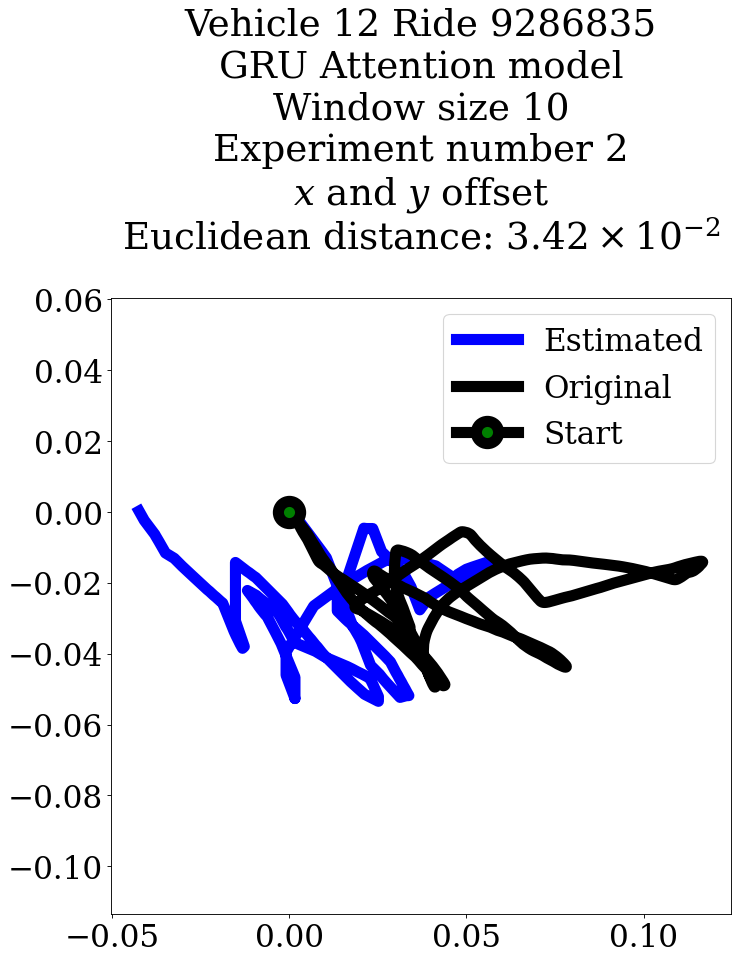 Vehicle 12 Ride 9286835
GRU Attention model
Window size 10
Experiment number 2
x and y offset
Euclidean distance: 3.42 × 10⁻²
0.06
0.04
0.02
0.00
−0.02
−0.04
−0.06
−0.08
−0.10
Estimated
Original
Start
−0.05
0.00
0.05
0.10